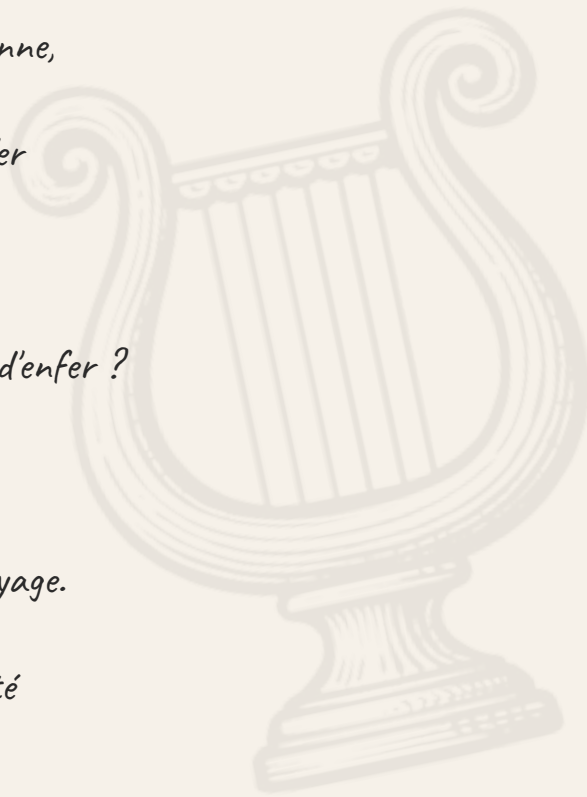 nne,
er
d'enfer ?
yage.
té